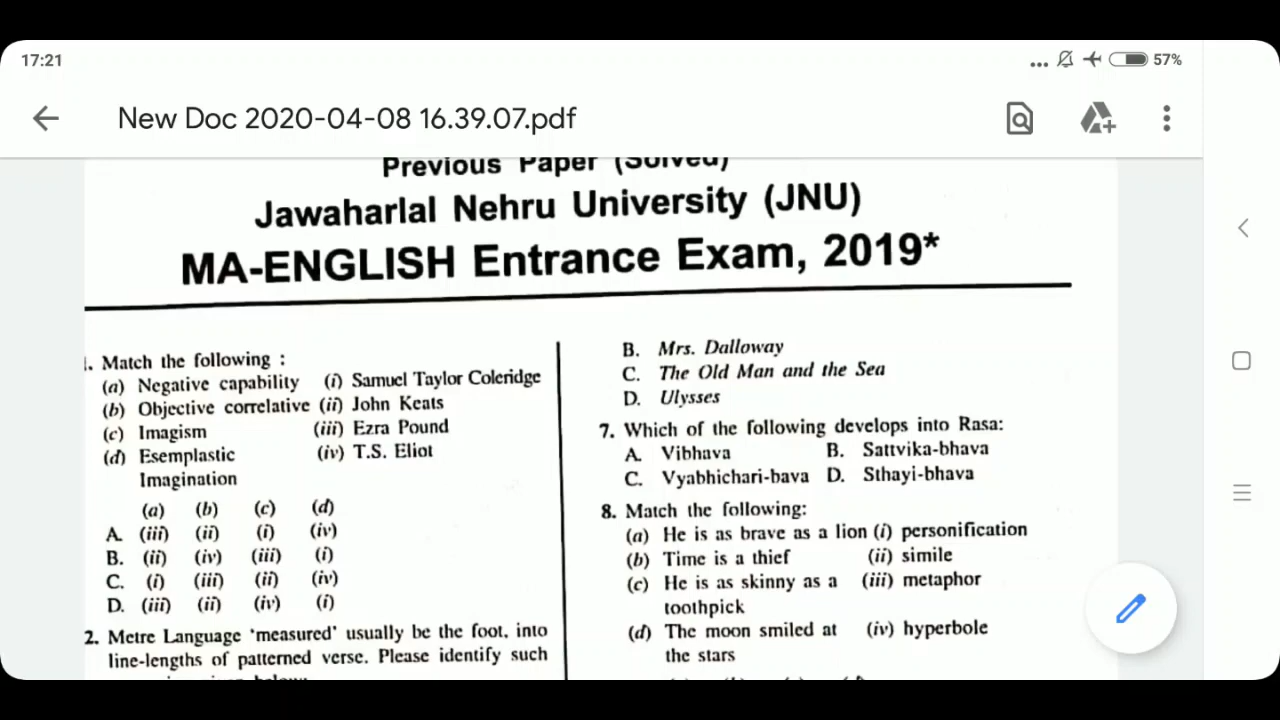 17:21
57%
New Doc 2020-04-08 16.39.07.pdf
Previous Paper (Solved)
Jawaharlal Nehru University (JNU)
MA-ENGLISH Entrance Exam, 2019*
1. Match the following :
(a) Negative capability (i) Samuel Taylor Coleridge
(b) Objective correlative (ii) John Keats
(c) Imagism (iii) Ezra Pound
(d) Esemplastic (iv) T.S. Eliot
Imagination
(a) (b) (c) (d)
A. (iii) (ii) (i) (iv)
B. (ii) (iv) (iii) (i)
C. (i) (iii) (ii) (iv)
D. (iii) (ii) (iv) (i)
2. Metre Language 'measured' usually be the foot, into
line-lengths of patterned verse. Please identify such
B. Mrs. Dalloway
C. The Old Man and the Sea
D. Ulysses
7. Which of the following develops into Rasa:
A. Vibhava B. Sattvika-bhava
C. Vyabhichari-bava D. Sthayi-bhava
8. Match the following:
(a) He is as brave as a lion (i) personification
(b) Time is a thief (ii) simile
(c) He is as skinny as a (iii) metaphor
toothpick
(d) The moon smiled at (iv) hyperbole
the stars